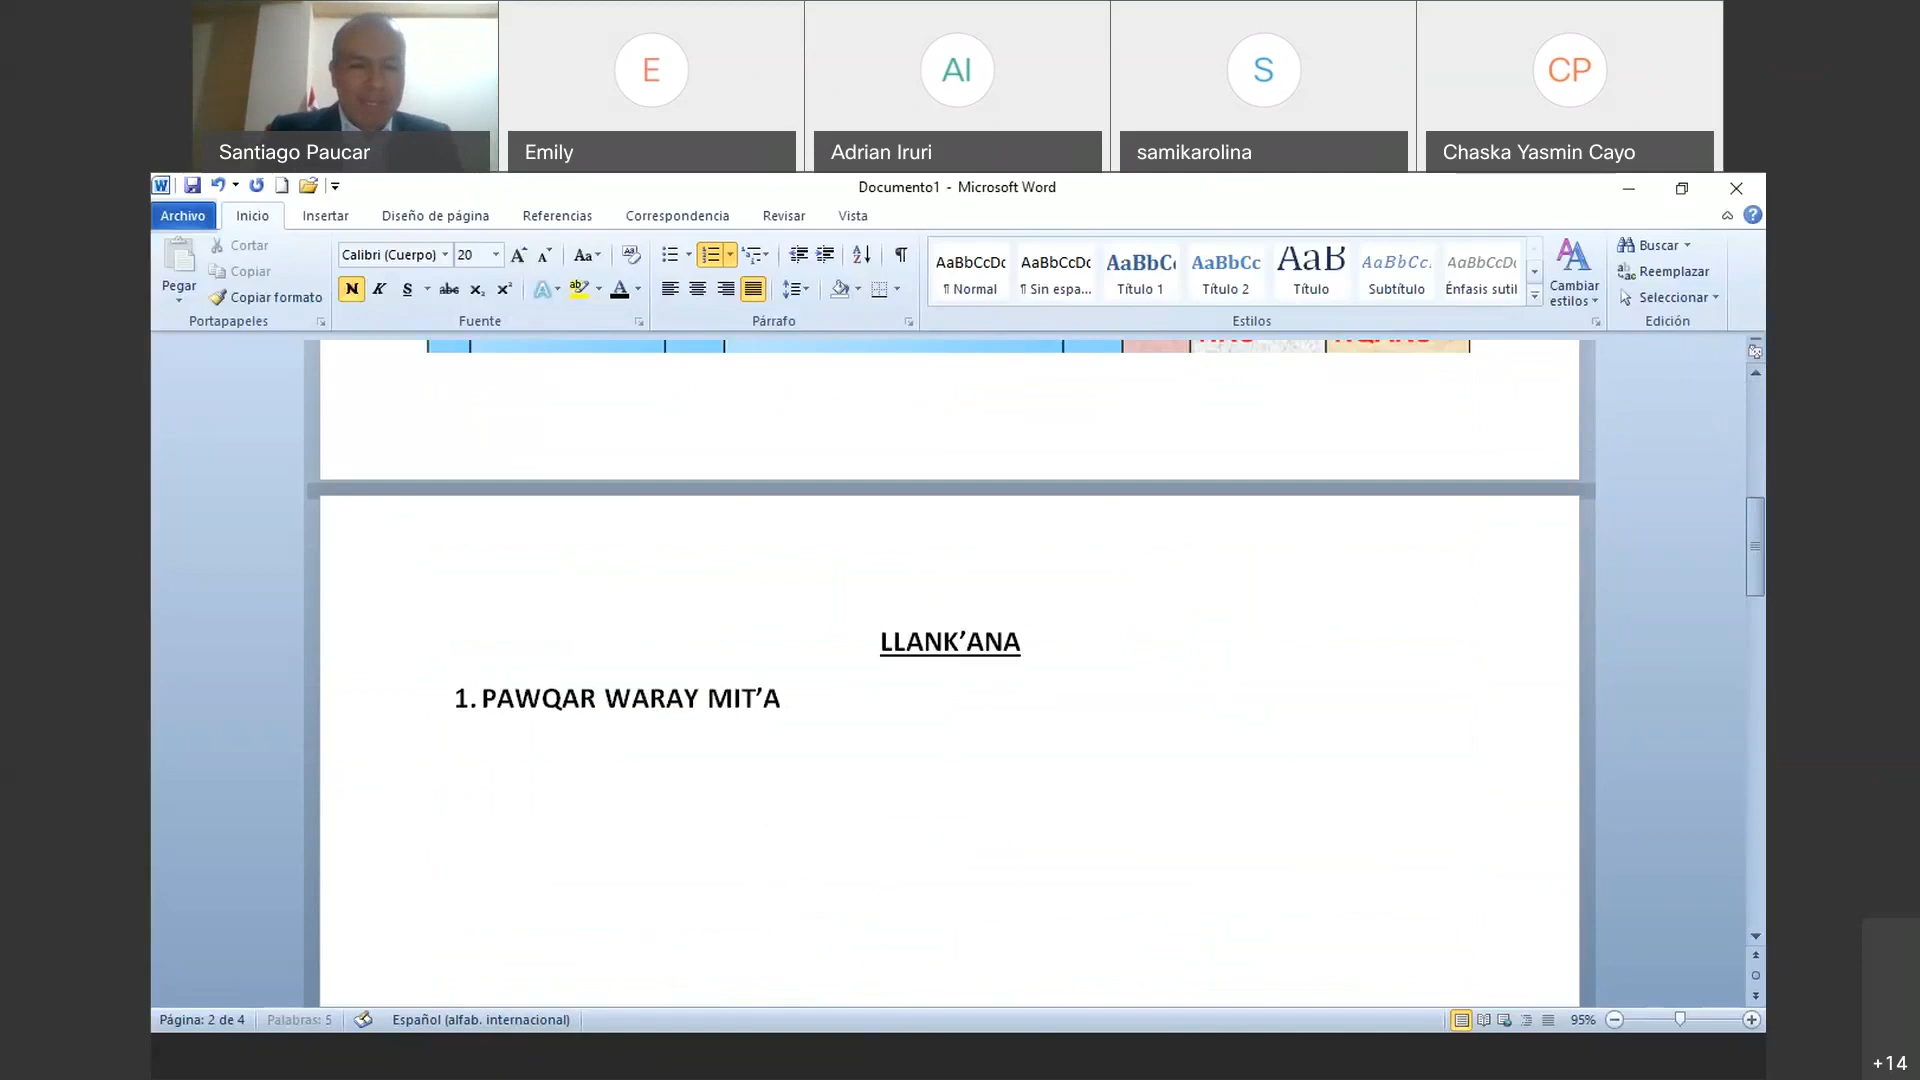 E
AI
S
CP
Santiago Paucar
Emily
Adrian Iruri
samikarolina
Chaska Yasmin Cayo
Documento1 - Microsoft Word
Archivo
Inicio
Insertar
Diseño de página
Referencias
Correspondencia
Revisar
Vista
Pegar
Cortar
Copiar
Copiar formato
Portapapeles
Calibri (Cuerpo)
20
Fuente
Párrafo
AaBbCcDc
¶ Normal
AaBbCcDc
¶ Sin espa...
AaBbC
Título 1
AaBbCc
Título 2
AaB
Título
AaBbCc.
Subtítulo
AaBbCcDc
Énfasis sutil
Cambiar
estilos
Estilos
Buscar
Reemplazar
Seleccionar
Edición
LLANK’ANA
1. PAWQAR WARAY MIT’A
Página: 2 de 4
Palabras: 5
Español (alfab. internacional)
95%
+14